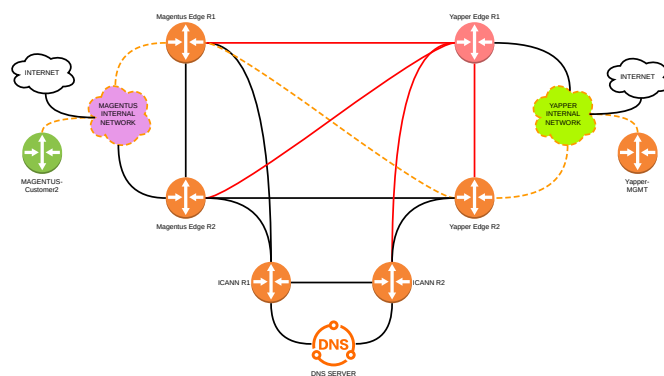 Magentus Edge R1
Yapper Edge R1
INTERNET
INTERNET
MAGENTUS
INTERNAL
NETWORK
YAPPER
INTERNAL
NETWORK
MAGENTUS-
Customer2
Yapper-
MGMT
Magentus Edge R2
Yapper Edge R2
ICANN R1
ICANN R2
DNS
DNS SERVER